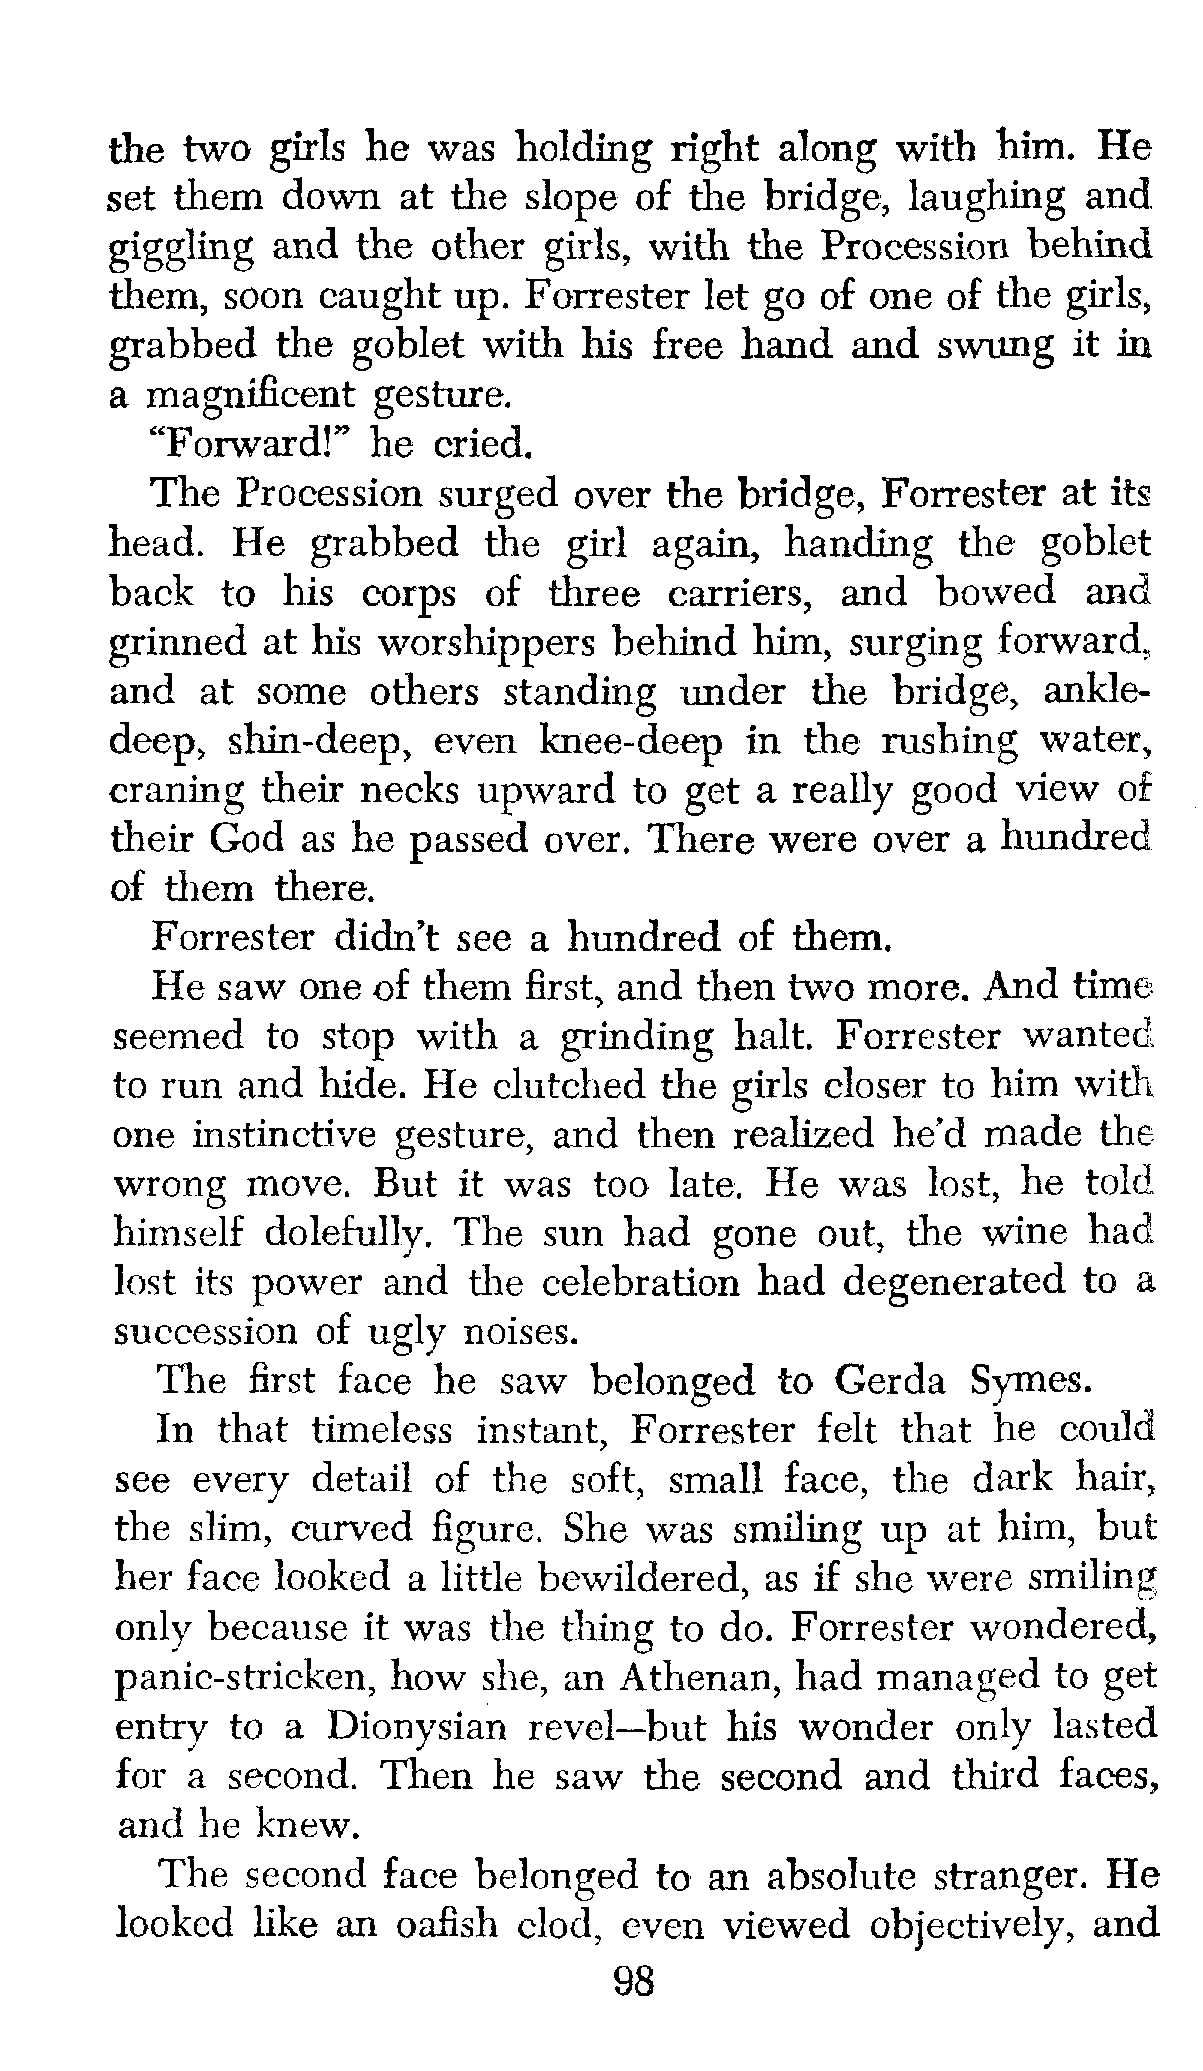 the two girls he was holding right along with him. He
set them down at the slope of the bridge, laughing and
giggling and the other girls, with the Procession behind
them, soon caught up. Forrester let go of one of the girls,
grabbed the goblet with his free hand and swung it in
a magnificent gesture.
“Forward!” he cried.
The Procession surged over the bridge, Forrester at its
head. He grabbed the girl again, handing the goblet
back to his corps of three carriers, and bowed and
grinned at his worshippers behind him, surging forward,
and at some others standing under the bridge, ankle-
deep, shin-deep, even knee-deep in the rushing water,
craning their necks upward to get a really good view of
their God as he passed over. There were over a hundred
of them there.
Forrester didn’t see a hundred of them.
He saw one of them first, and then two more. And time
seemed to stop with a grinding halt. Forrester wanted
to run and hide. He clutched the girls closer to him with
one instinctive gesture, and then realized he’d made the
wrong move. But it was too late. He was lost, he told
himself dolefully. The sun had gone out, the wine had
lost its power and the celebration had degenerated to a
succession of ugly noises.
The first face he saw belonged to Gerda Symes.
In that timeless instant, Forrester felt that he could
see every detail of the soft, small face, the dark hair,
the slim, curved figure. She was smiling up at him, but
her face looked a little bewildered, as if she were smiling
only because it was the thing to do. Forrester wondered,
panic-stricken, how she, an Athenan, had managed to get
entry to a Dionysian revel—but his wonder only lasted
for a second. Then he saw the second and third faces,
and he knew.
The second face belonged to an absolute stranger. He
looked like an oafish clod, even viewed objectively, and
98